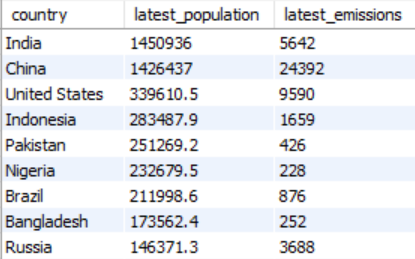 country latest_population latest_emissions
India 1450936 5642
China 1426437 24392
United States 339610.5 9590
Indonesia 283487.9 1659
Pakistan 251269.2 426
Nigeria 232679.5 228
Brazil 211998.6 876
Bangladesh 173562.4 252
Russia 146371.3 3688